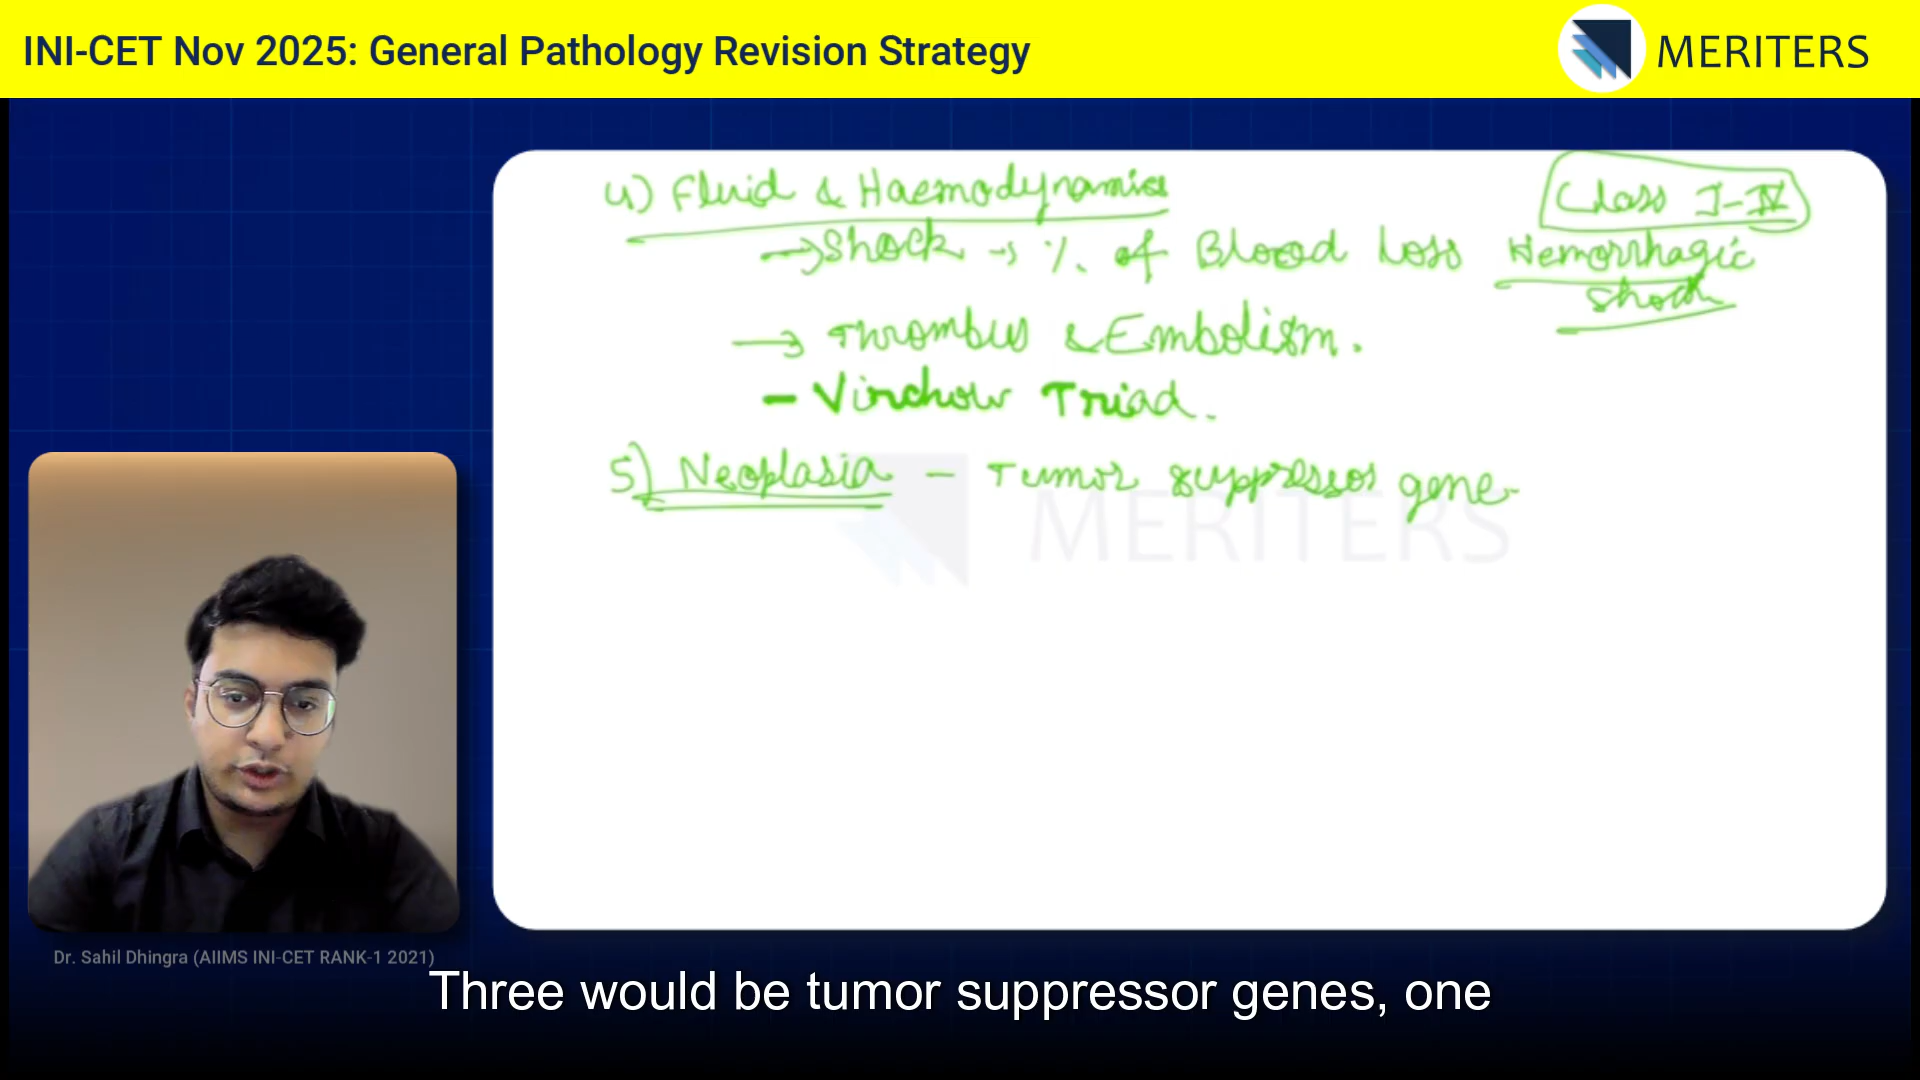 INI-CET Nov 2025: General Pathology Revision Strategy
MERITERS
4) Fluid & Haemodynamics
Class I-IV
→ Shock → % of Blood Loss Hemorrhagic
Shock
→ Thrombus & Embolism.
- Virchow Triad.
5) Neoplasia - Tumor suppressor gene
MERITERS
Dr. Sahil Dhingra (AIIMS INI-CET RANK-1 2021)
Three would be tumor suppressor genes, one